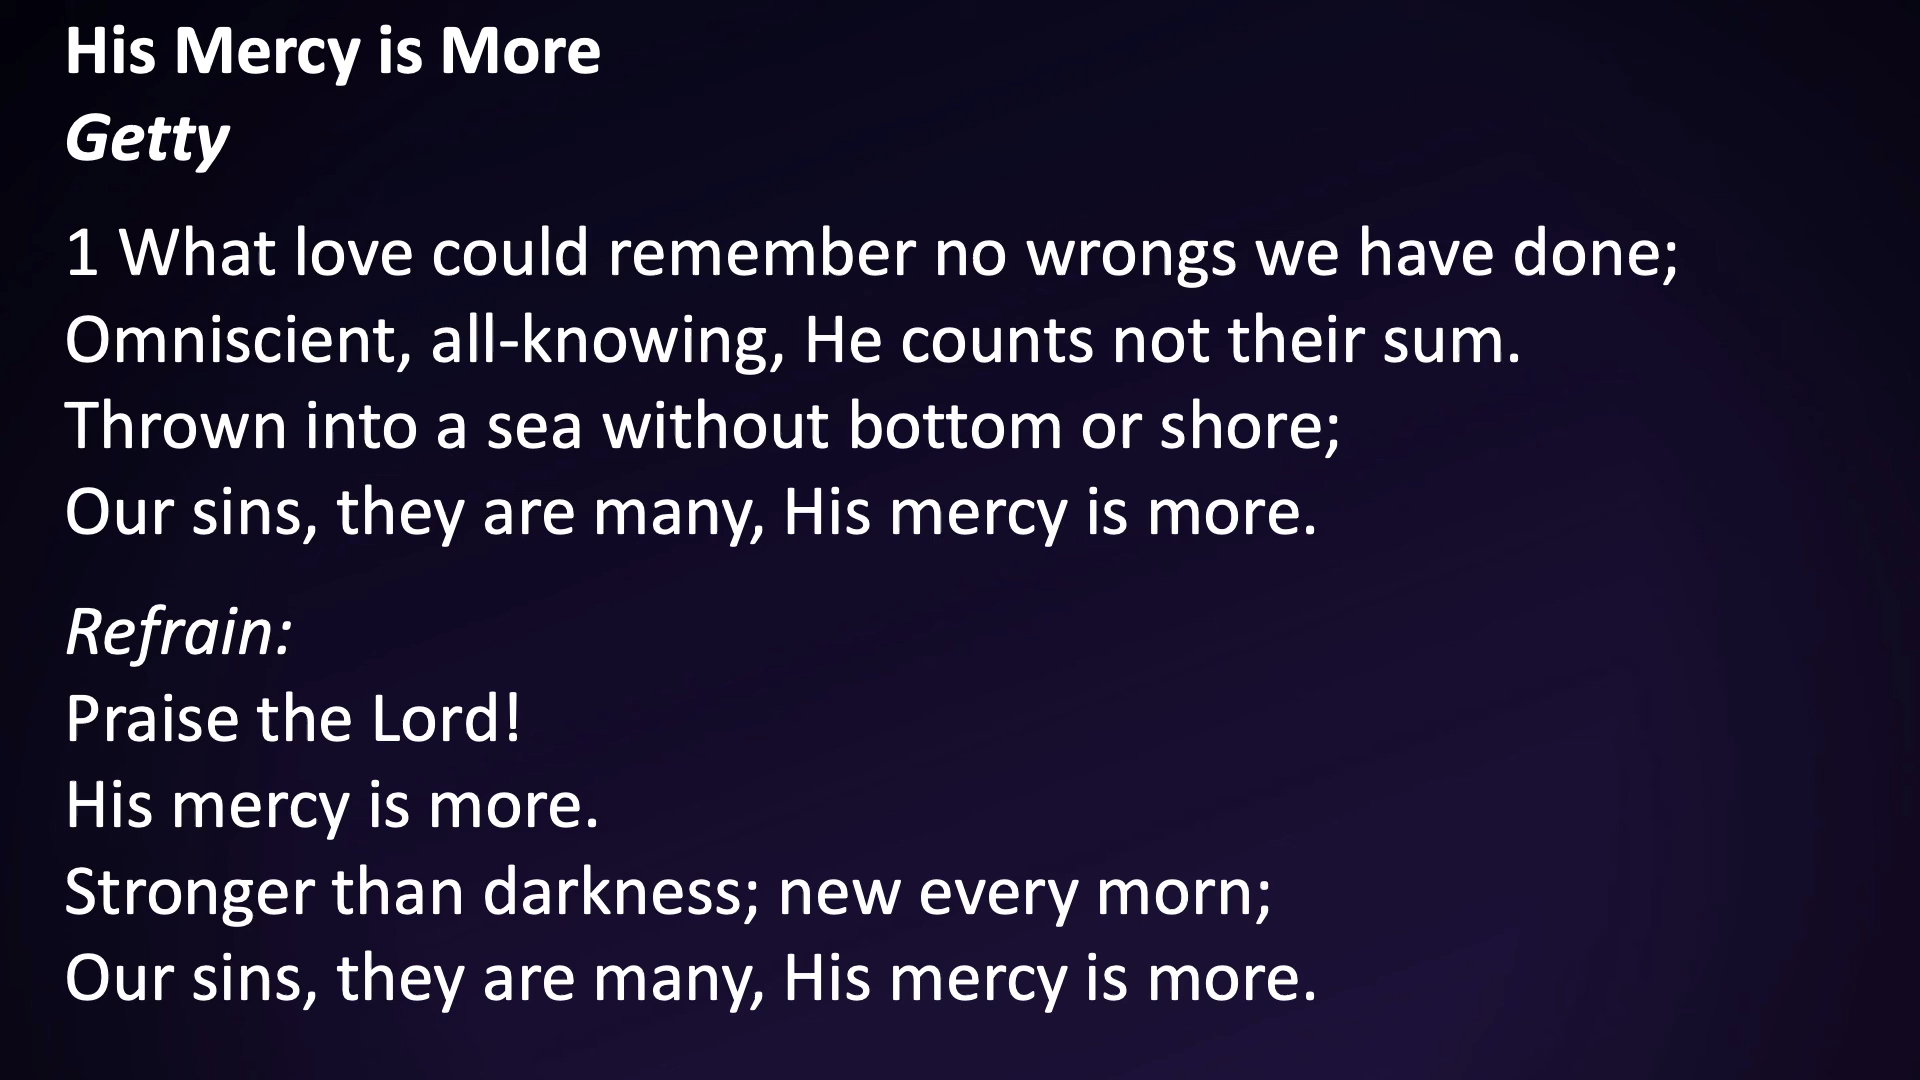 His Mercy is More
Getty
1 What love could remember no wrongs we have done;
Omniscient, all-knowing, He counts not their sum.
Thrown into a sea without bottom or shore;
Our sins, they are many, His mercy is more.
Refrain:
Praise the Lord!
His mercy is more.
Stronger than darkness; new every morn;
Our sins, they are many, His mercy is more.